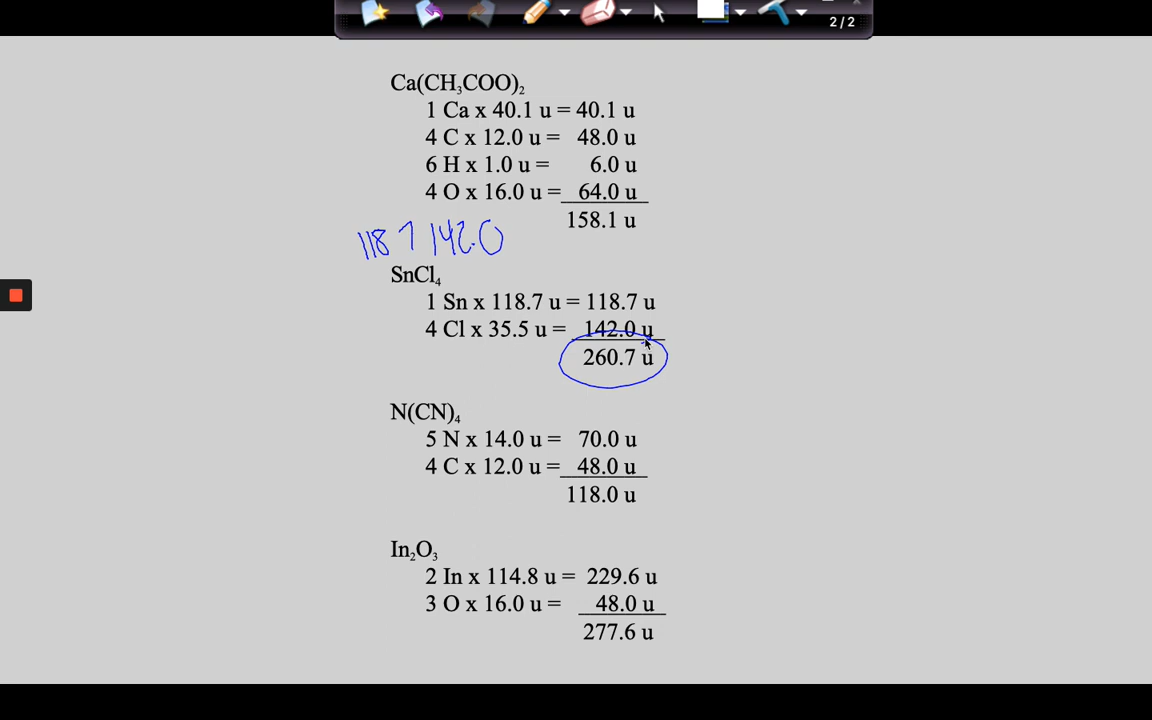 2/2
Ca(CH₃COO)₂
1 Ca x 40.1 u = 40.1 u
4 C x 12.0 u = 48.0 u
6 H x 1.0 u = 6.0 u
4 O x 16.0 u = 64.0 u
158.1 u
118 7 142.0
SnCl₄
1 Sn x 118.7 u = 118.7 u
4 Cl x 35.5 u = 142.0 u
260.7 u
N(CN)₄
5 N x 14.0 u = 70.0 u
4 C x 12.0 u = 48.0 u
118.0 u
In₂O₃
2 In x 114.8 u = 229.6 u
3 O x 16.0 u = 48.0 u
277.6 u